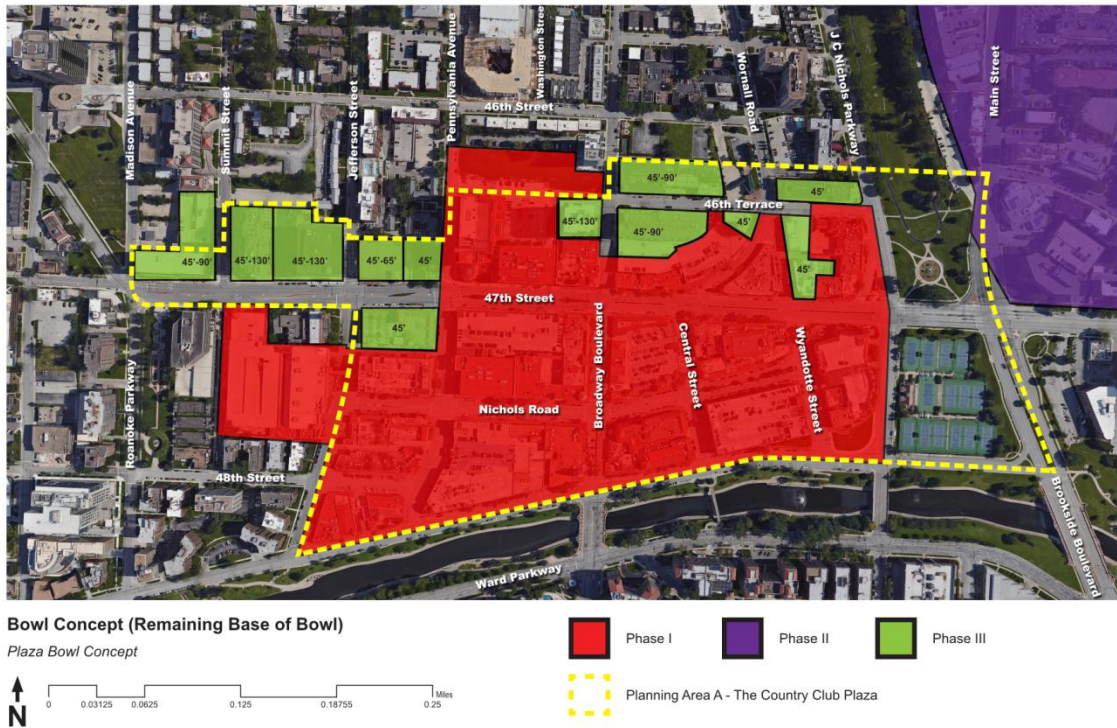 Madison Avenue
Summit Street
Jefferson Street
Pennsylvania Avenue
Washington Street
46th Street
Wornall Road
J C Nichols Parkway
Main Street
45'-90'
45'
46th Terrace
45'-130'
45'-90'
45'
45'
45'-90'
45'-130'
45'-130'
45'-65'
45'
47th Street
45'
Roanoke Parkway
Nichols Road
Broadway Boulevard
Central Street
Wyandotte Street
48th Street
Ward Parkway
Brookside Boulevard
Bowl Concept (Remaining Base of Bowl)
Plaza Bowl Concept
Phase I
Phase II
Phase III
Planning Area A - The Country Club Plaza
N
Miles
0 0.03125 0.0625 0.125 0.18755 0.25